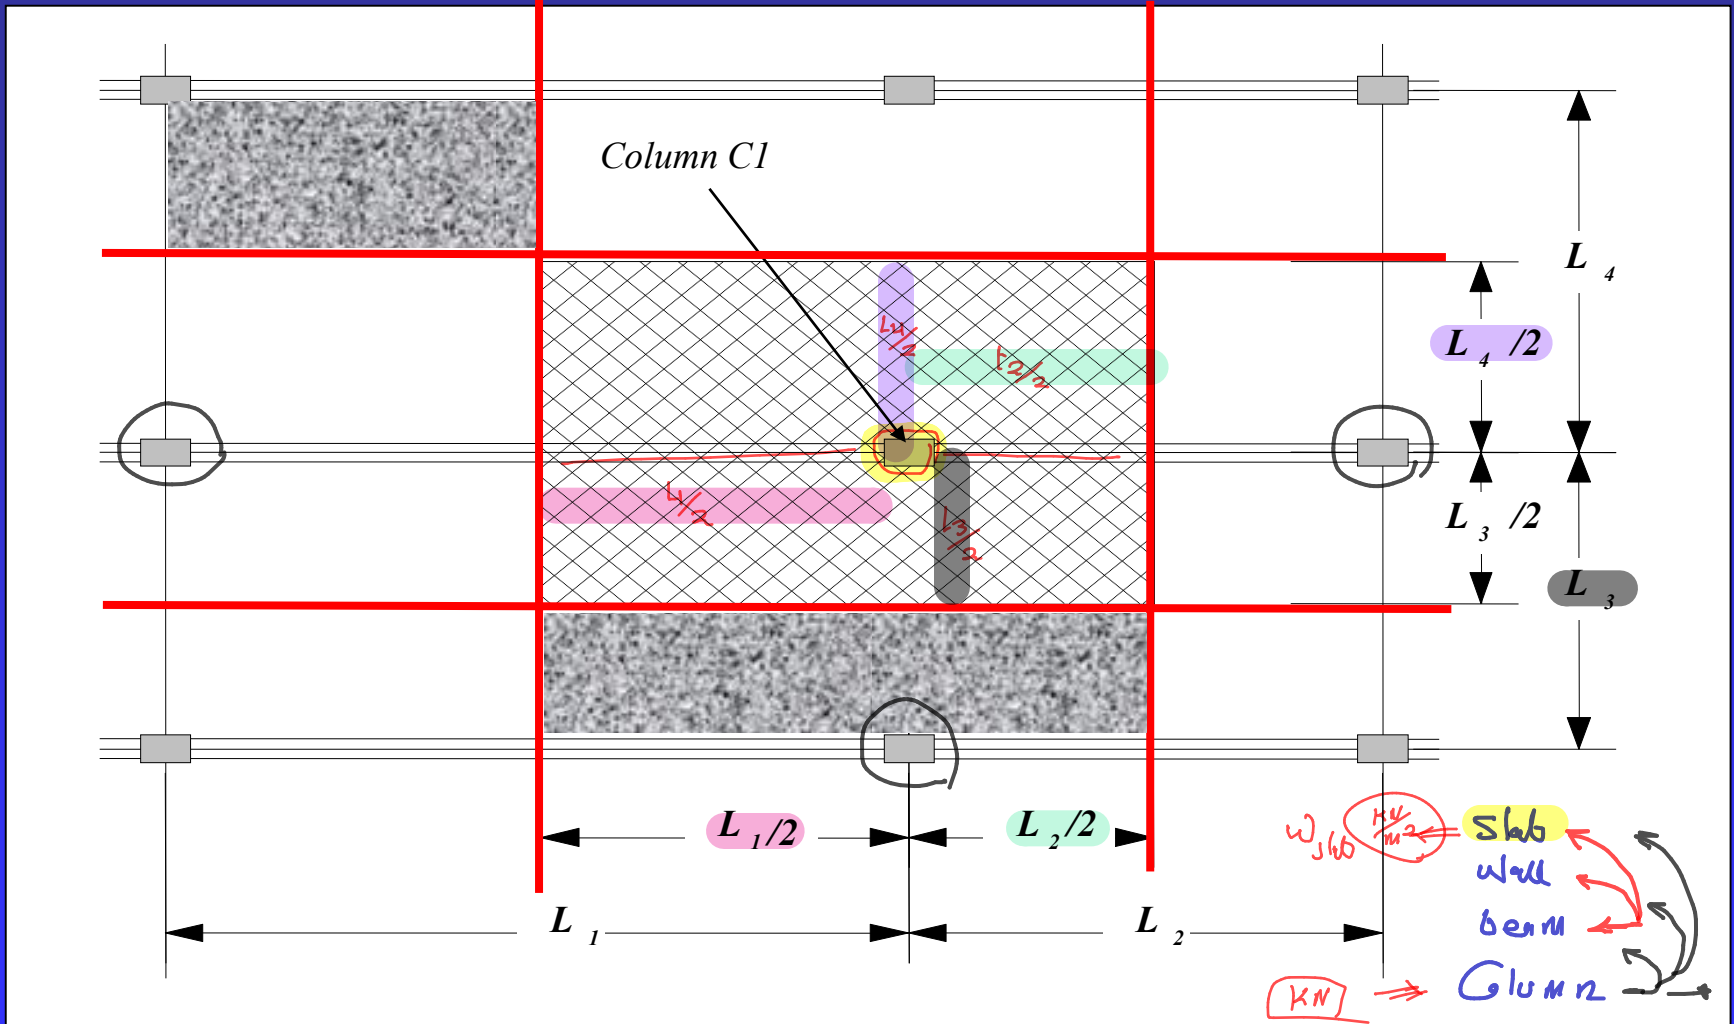 Column C1
L 4
L4/2
L2/2
L 4 /2
L1/2
L3/2
L 3 /2
L 3
L 1 /2
L 2 /2
Wslab KN/m2 Slab
Wall
beam
L 1
L 2
KN Column